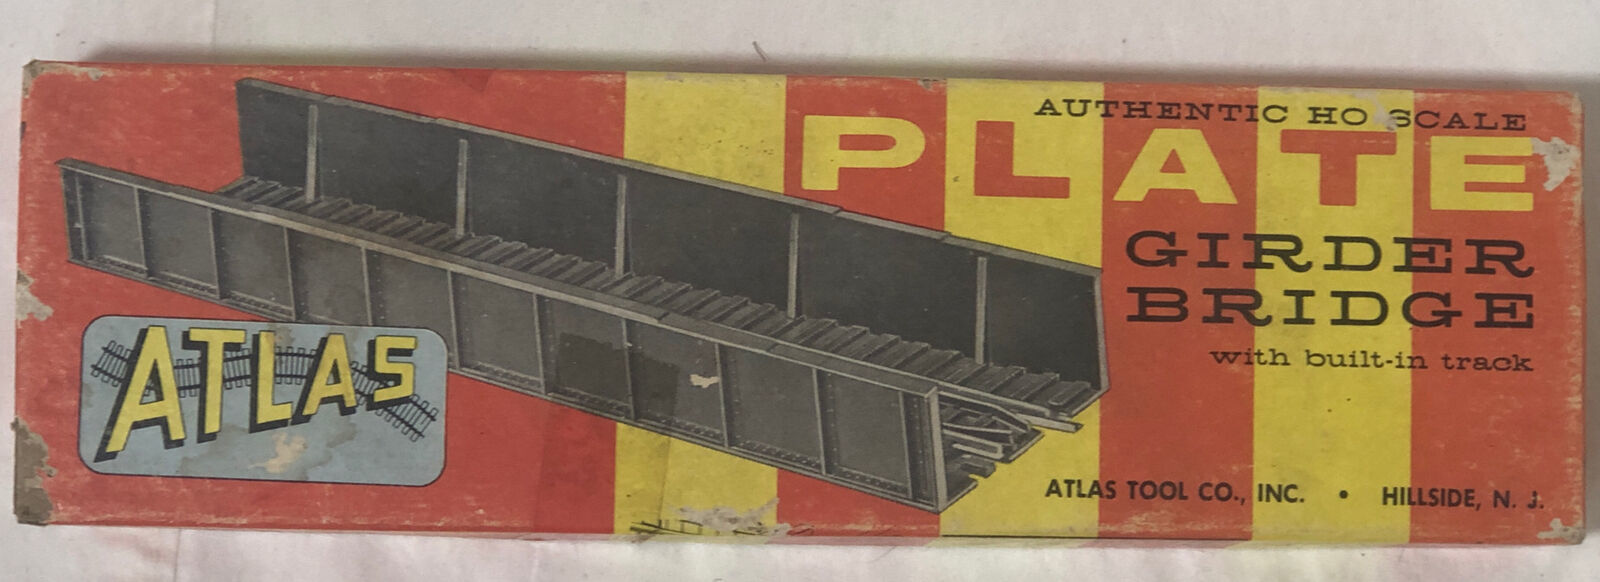 AUTHENTIC HO SCALE
PLATE
GIRDER
BRIDGE
with built-in track
ATLAS
ATLAS TOOL CO., INC. • HILLSIDE, N. J.